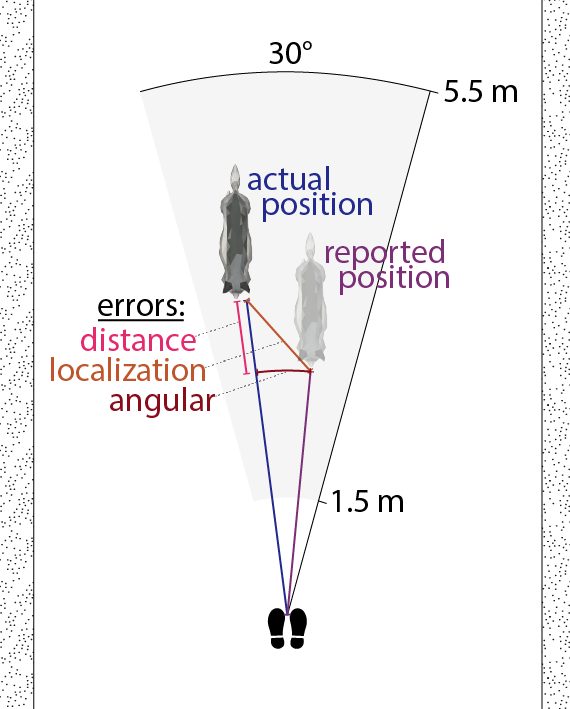 30°
5.5 m
actual
position
reported
position
errors:
distance
localization
angular
1.5 m